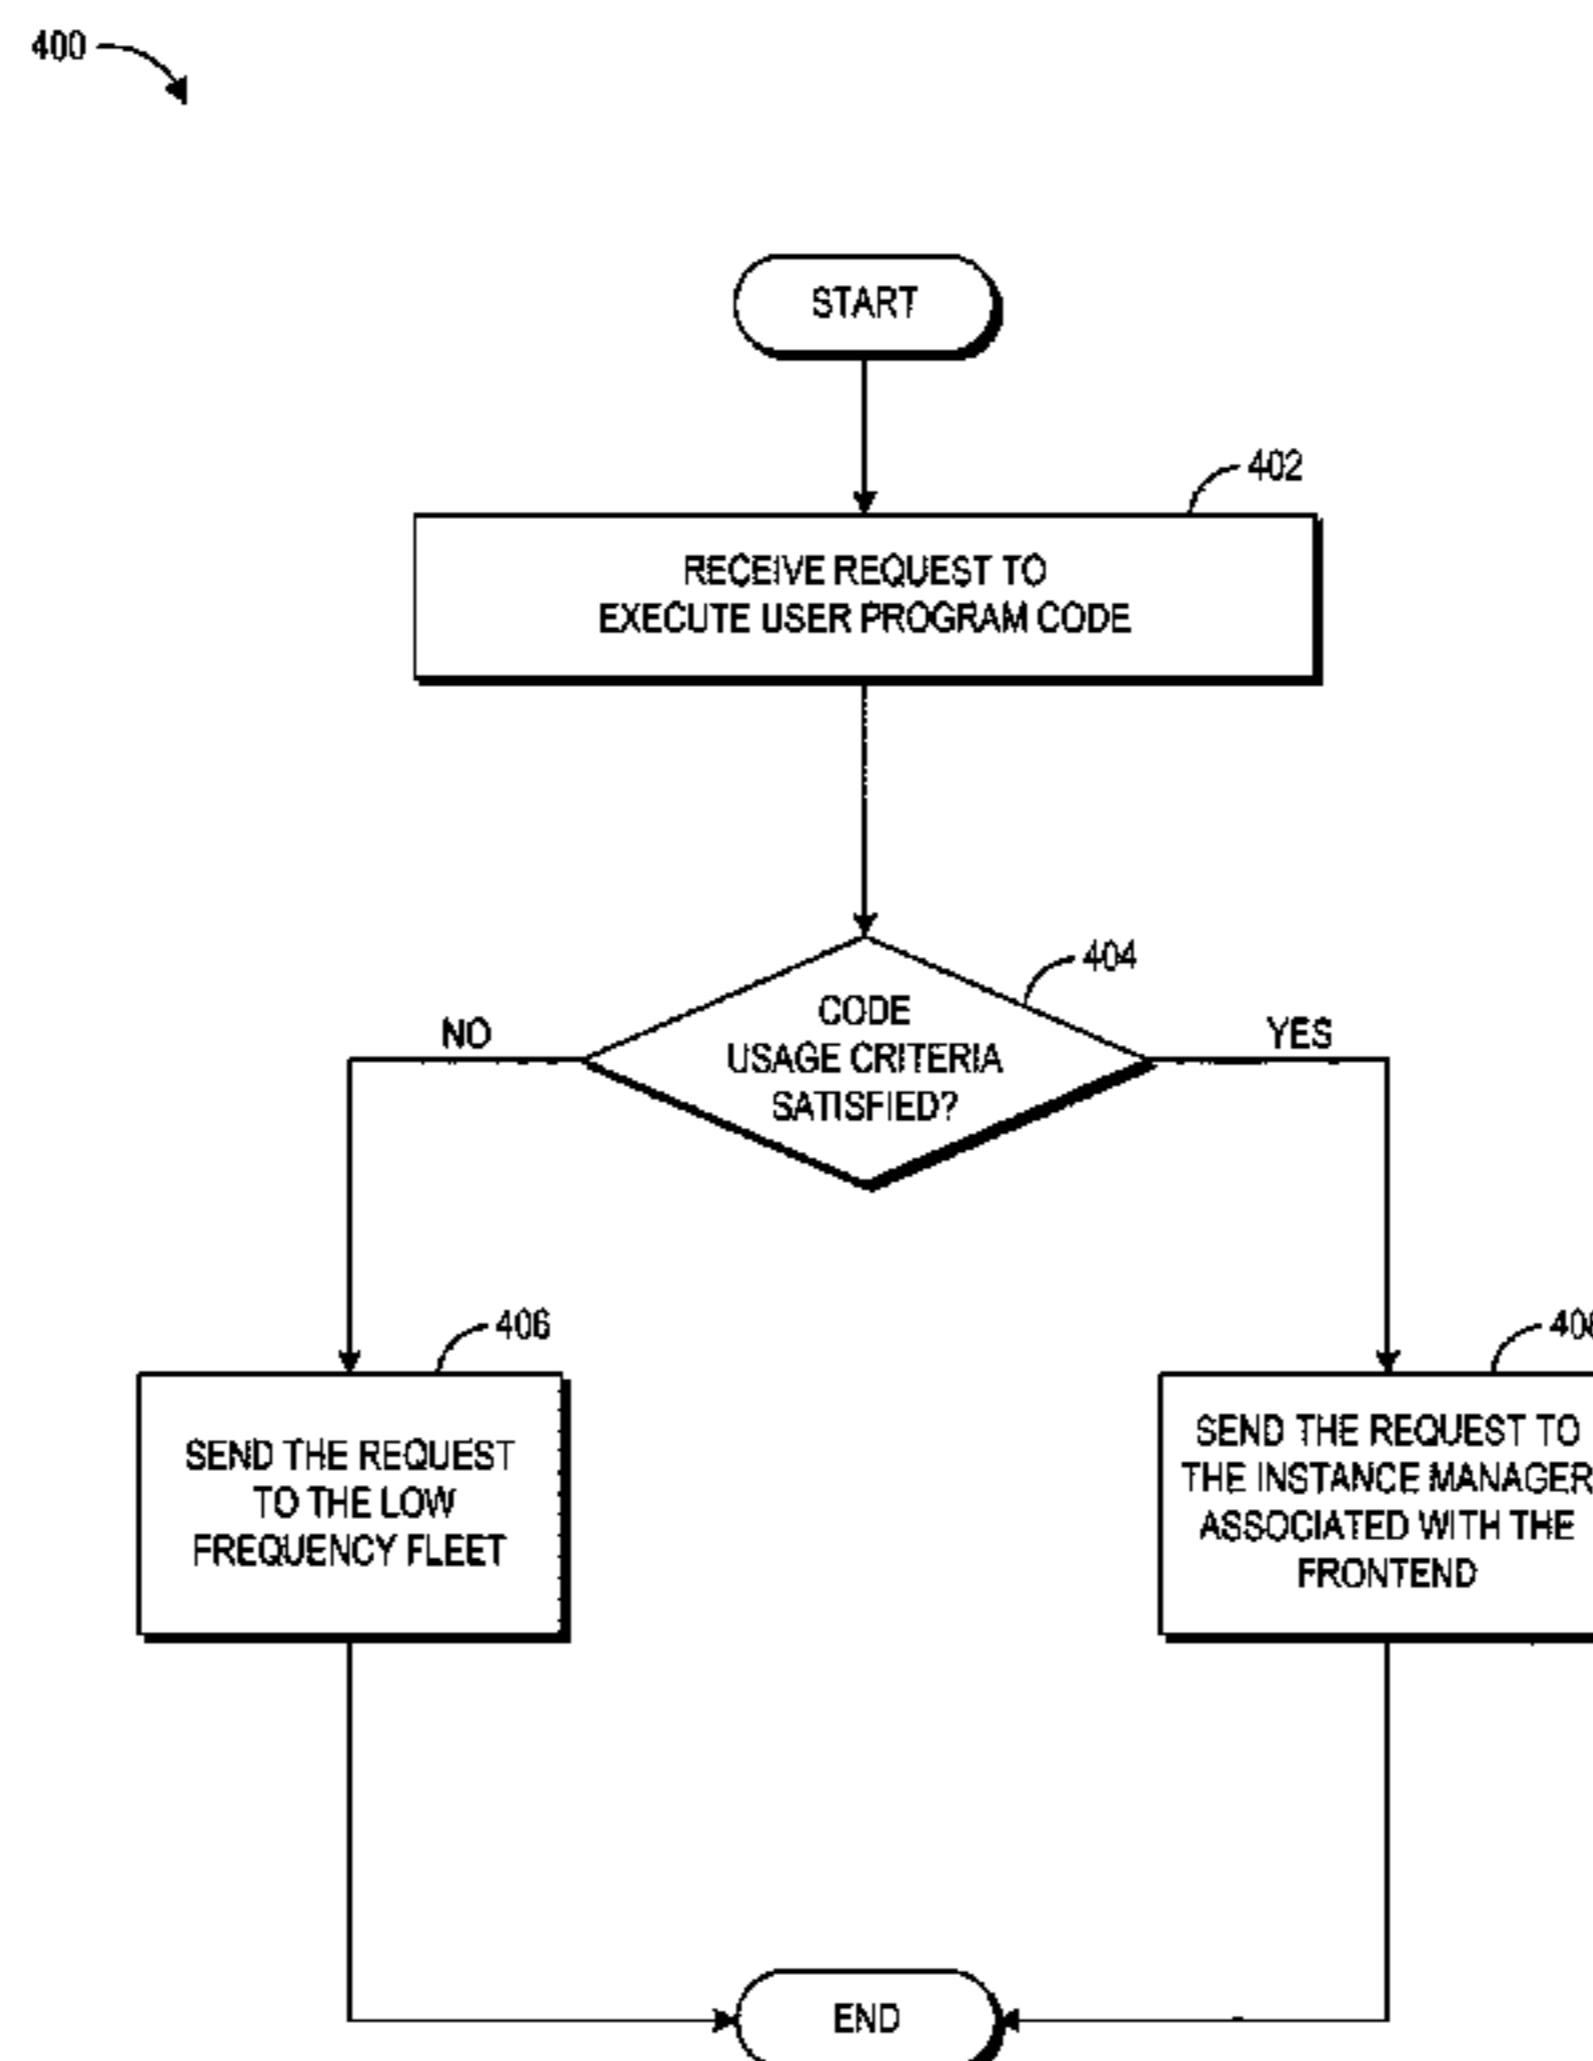 400
START
402
RECEIVE REQUEST TO
EXECUTE USER PROGRAM CODE
404
CODE
USAGE CRITERIA
SATISFIED?
NO
YES
406
SEND THE REQUEST
TO THE LOW
FREQUENCY FLEET
SEND THE REQUEST TO
THE INSTANCE MANAGER
ASSOCIATED WITH THE
FRONTEND
END